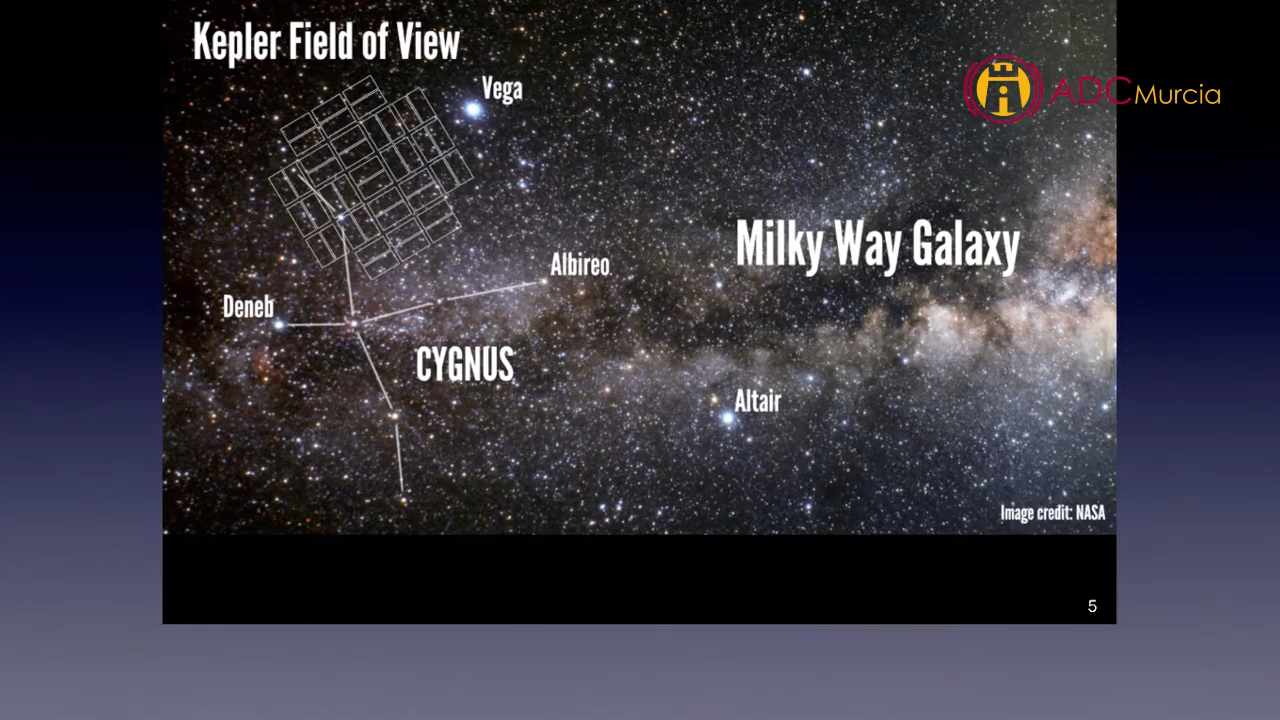 Kepler Field of View
Vega
ADCMurcia
Milky Way Galaxy
Albireo
Deneb
CYGNUS
Altair
Image credit: NASA
5